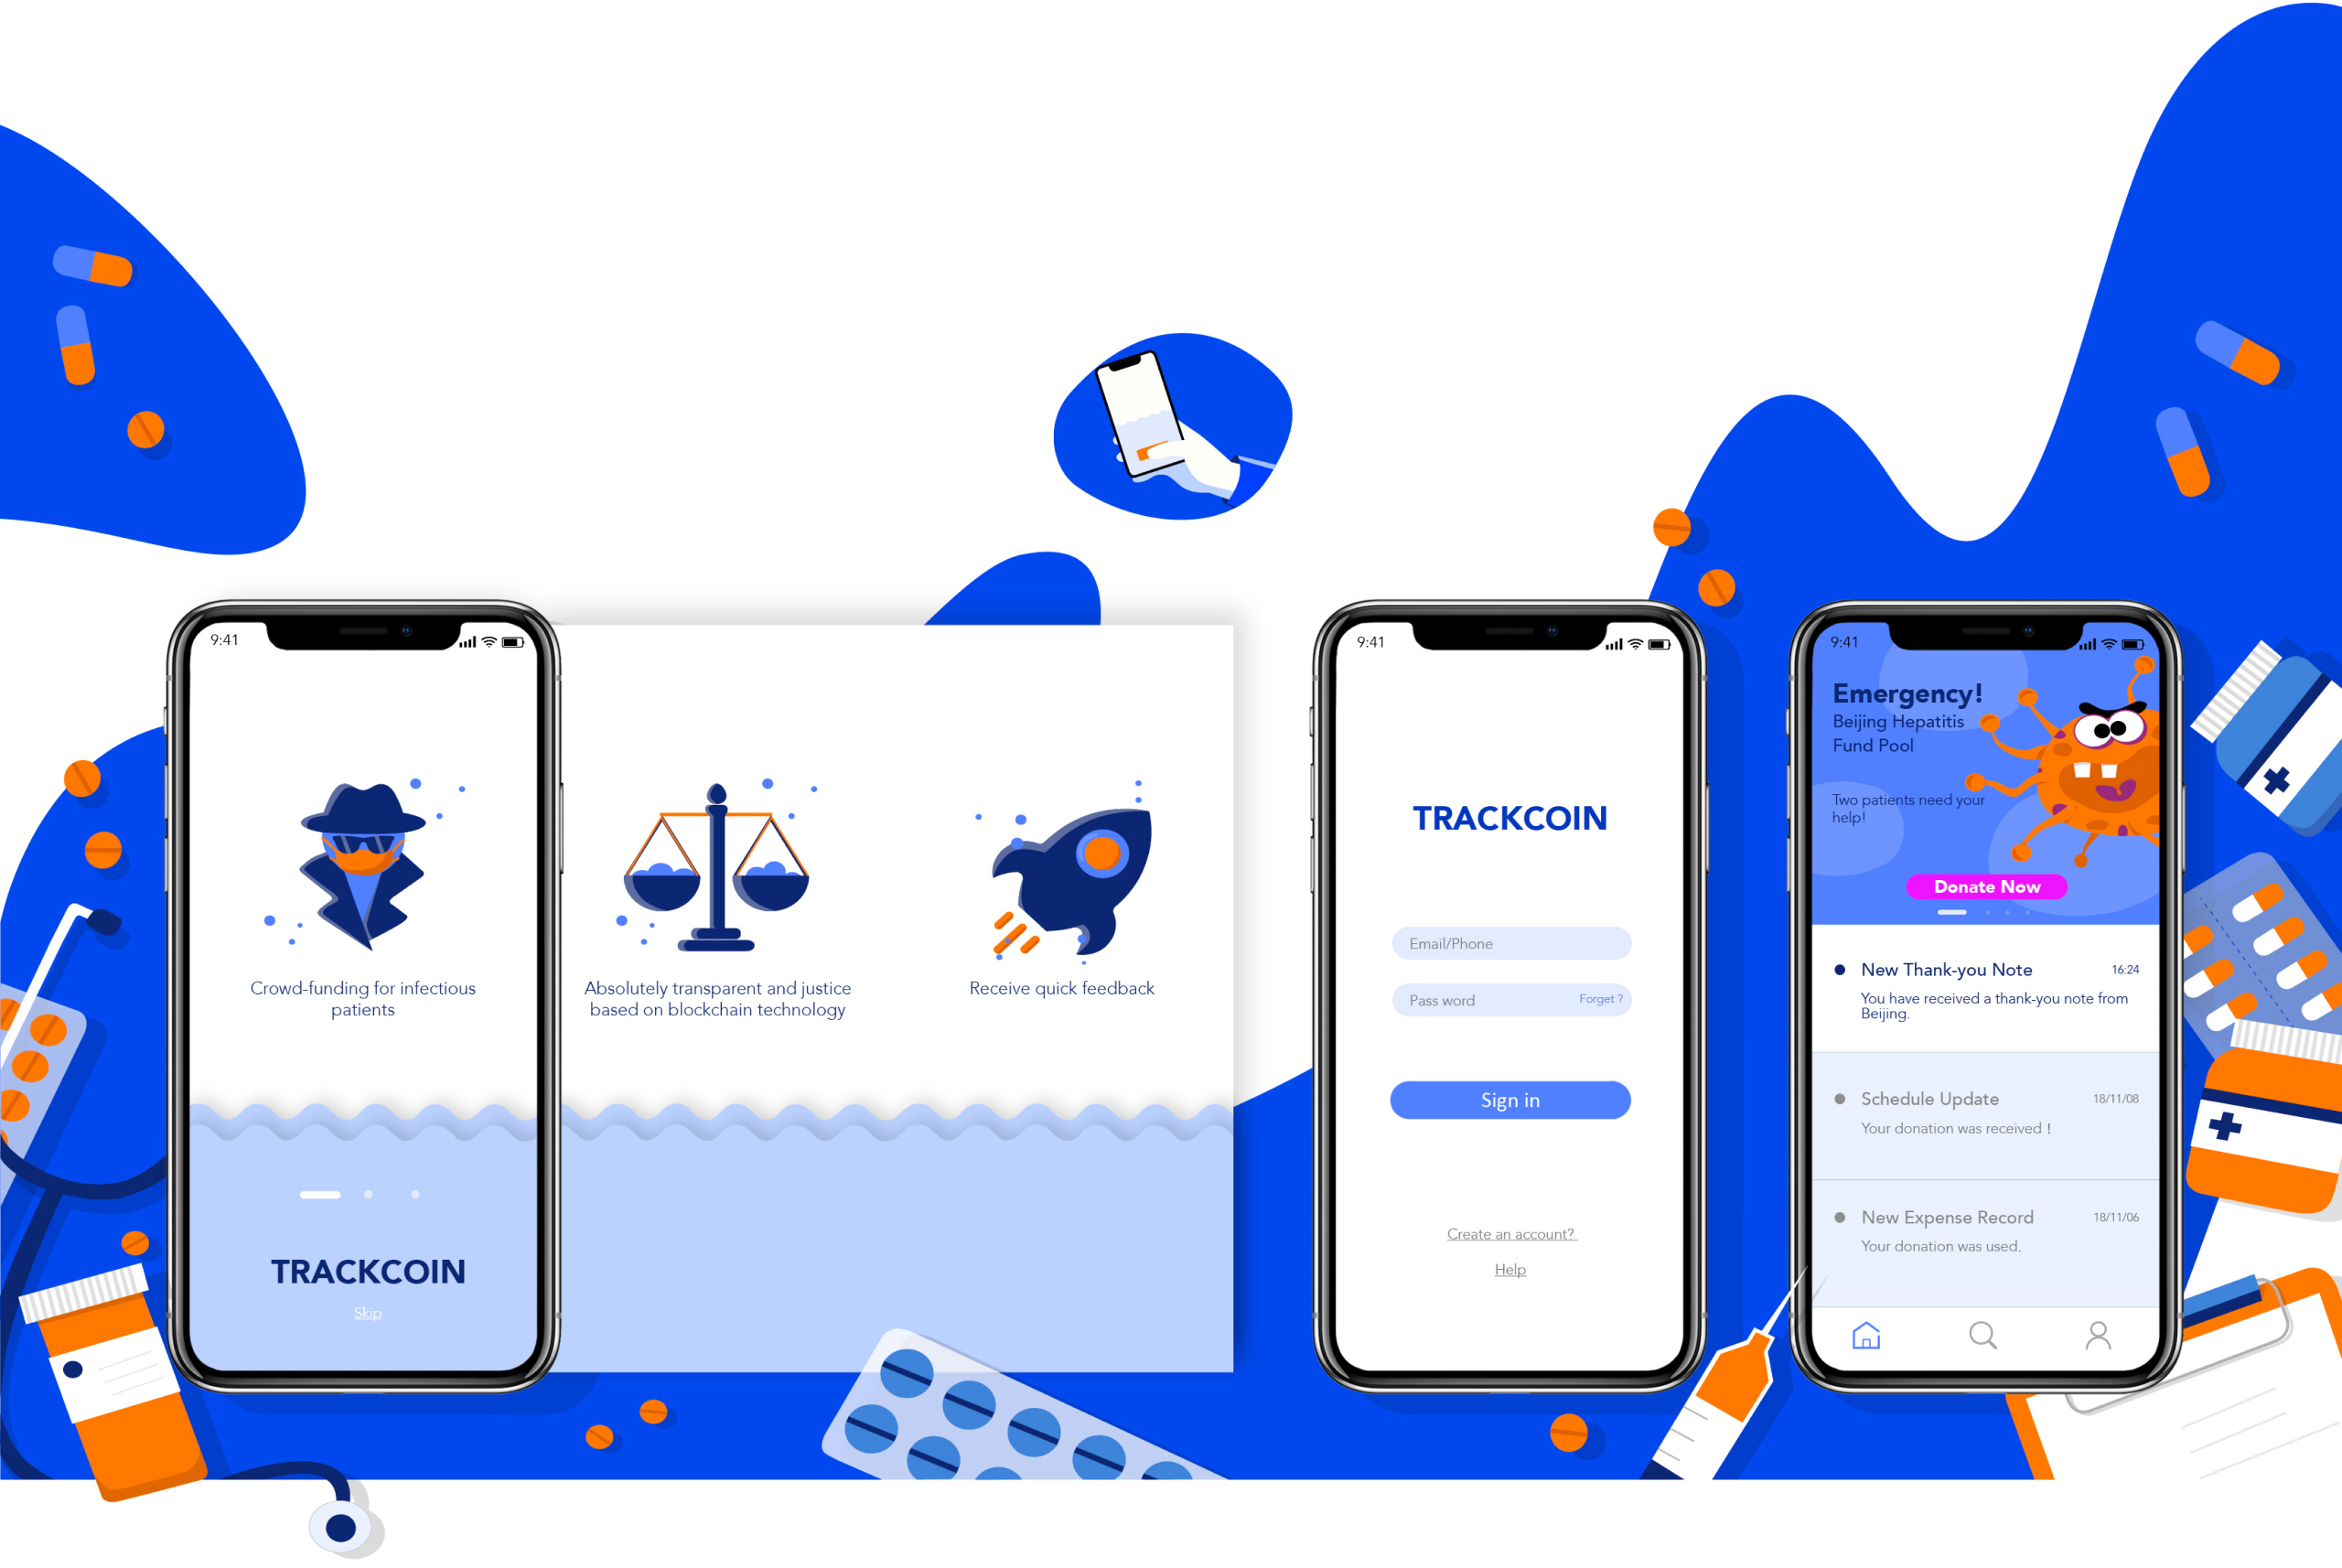 9:41
Crowd-funding for infectious
patients
TRACKCOIN
Skip
Absolutely transparent and justice
based on blockchain technology
Receive quick feedback
9:41
TRACKCOIN
Email/Phone
Pass word
Forget ?
Sign in
Create an account?
Help
9:41
Emergency!
Beijing Hepatitis
Fund Pool
Two patients need your
help!
Donate Now
New Thank-you Note
16:24
You have received a thank-you note from
Beijing.
Schedule Update
18/11/08
Your donation was received !
New Expense Record
18/11/06
Your donation was used.